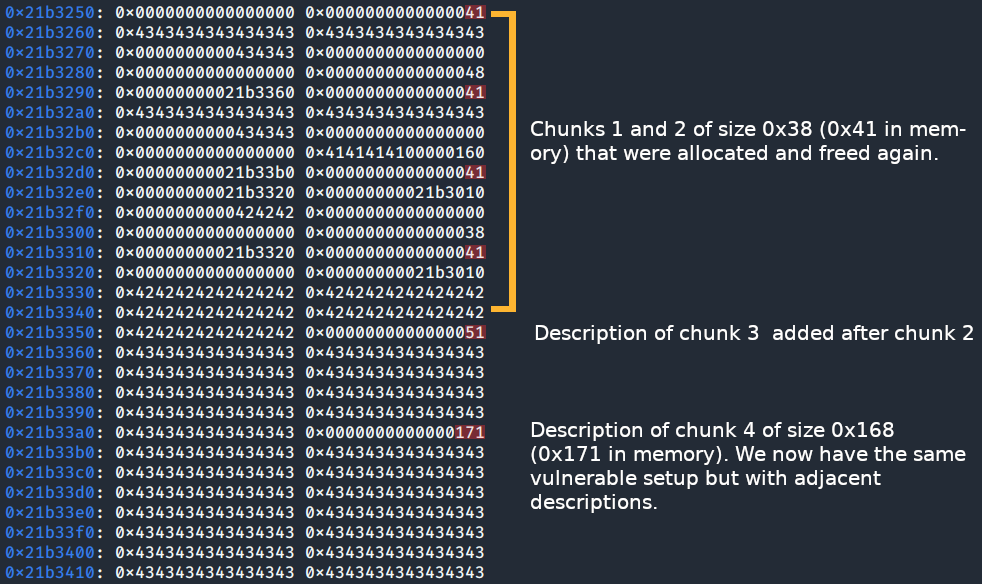 0x21b3250: 0x0000000000000000 0x0000000000000041
0x21b3260: 0x4343434343434343 0x4343434343434343
0x21b3270: 0x0000000000434343 0x0000000000000000
0x21b3280: 0x0000000000000000 0x0000000000000048
0x21b3290: 0x00000000021b3360 0x0000000000000041
0x21b32a0: 0x4343434343434343 0x4343434343434343
0x21b32b0: 0x0000000000434343 0x0000000000000000
0x21b32c0: 0x0000000000000000 0x4141414100000160
0x21b32d0: 0x00000000021b33b0 0x0000000000000041
0x21b32e0: 0x00000000021b3320 0x00000000021b3010
0x21b32f0: 0x0000000000424242 0x0000000000000000
0x21b3300: 0x0000000000000000 0x0000000000000038
0x21b3310: 0x00000000021b3320 0x0000000000000041
0x21b3320: 0x0000000000000000 0x00000000021b3010
0x21b3330: 0x4242424242424242 0x4242424242424242
0x21b3340: 0x4242424242424242 0x4242424242424242
0x21b3350: 0x4242424242424242 0x0000000000000051
0x21b3360: 0x4343434343434343 0x4343434343434343
0x21b3370: 0x4343434343434343 0x4343434343434343
0x21b3380: 0x4343434343434343 0x4343434343434343
0x21b3390: 0x4343434343434343 0x4343434343434343
0x21b33a0: 0x4343434343434343 0x0000000000000171
0x21b33b0: 0x4343434343434343 0x4343434343434343
0x21b33c0: 0x4343434343434343 0x4343434343434343
0x21b33d0: 0x4343434343434343 0x4343434343434343
0x21b33e0: 0x4343434343434343 0x4343434343434343
0x21b33f0: 0x4343434343434343 0x4343434343434343
0x21b3400: 0x4343434343434343 0x4343434343434343
0x21b3410: 0x4343434343434343 0x4343434343434343
Chunks 1 and 2 of size 0x38 (0x41 in mem-
ory) that were allocated and freed again.
Description of chunk 3 added after chunk 2
Description of chunk 4 of size 0x168
(0x171 in memory). We now have the same
vulnerable setup but with adjacent
descriptions.